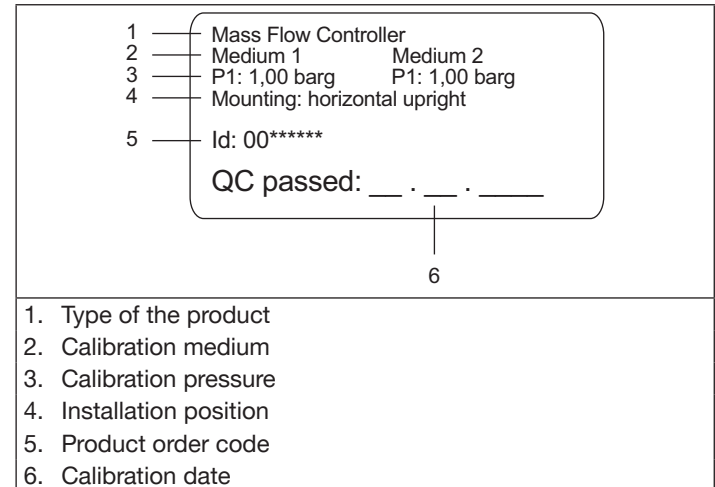 1 Mass Flow Controller
2 Medium 1 Medium 2
3 P1: 1,00 barg P1: 1,00 barg
4 Mounting: horizontal upright
5 Id: 00******
QC passed: __ . __ . ____
6
1. Type of the product
2. Calibration medium
3. Calibration pressure
4. Installation position
5. Product order code
6. Calibration date